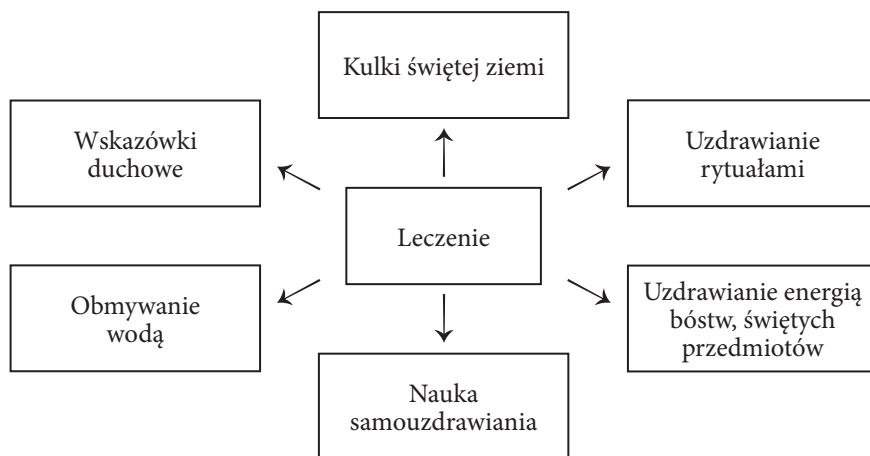 Kulki świętej ziemi
Wskazówki
duchowe
Uzdrawianie
rytuałami
Leczenie
Obmywanie
wodą
Uzdrawianie energią
bóstw, świętych
przedmiotów
Nauka
samouzdrawiania